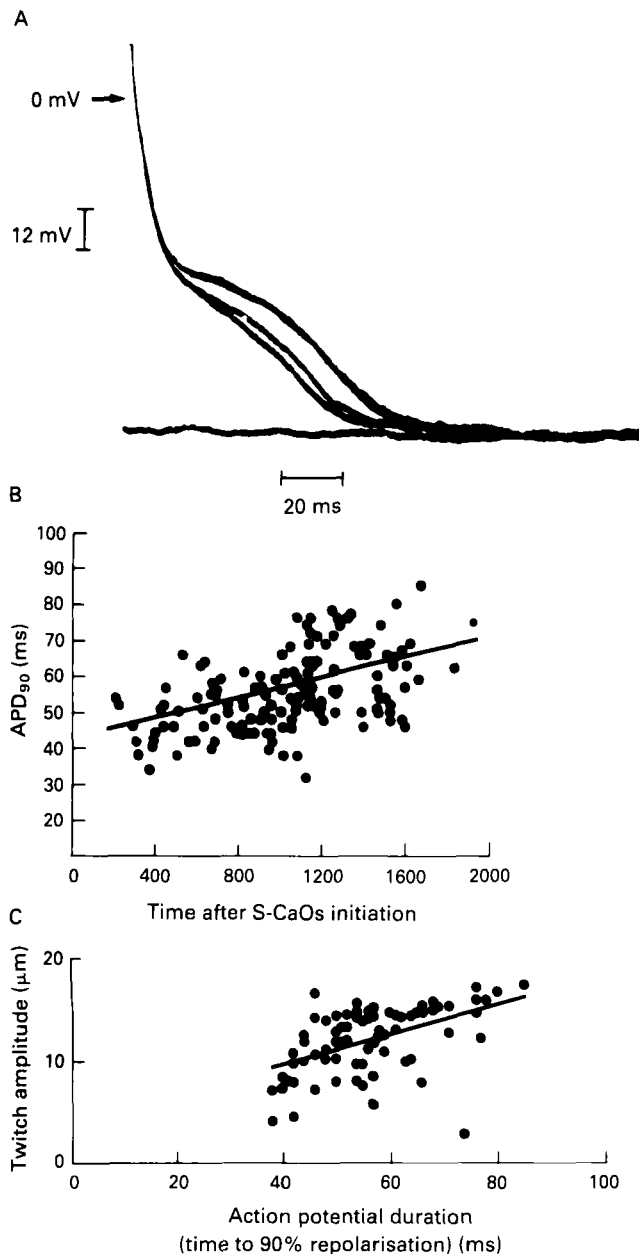 A
0 mV
12 mV
20 ms
B
100
90
80
70
60
50
40
30
20
APD90 (ms)
0 400 800 1200 1600 2000
Time after S-CaOs initiation
C
20
10
0
Twitch amplitude (μm)
0 20 40 60 80 100
Action potential duration
(time to 90% repolarisation) (ms)